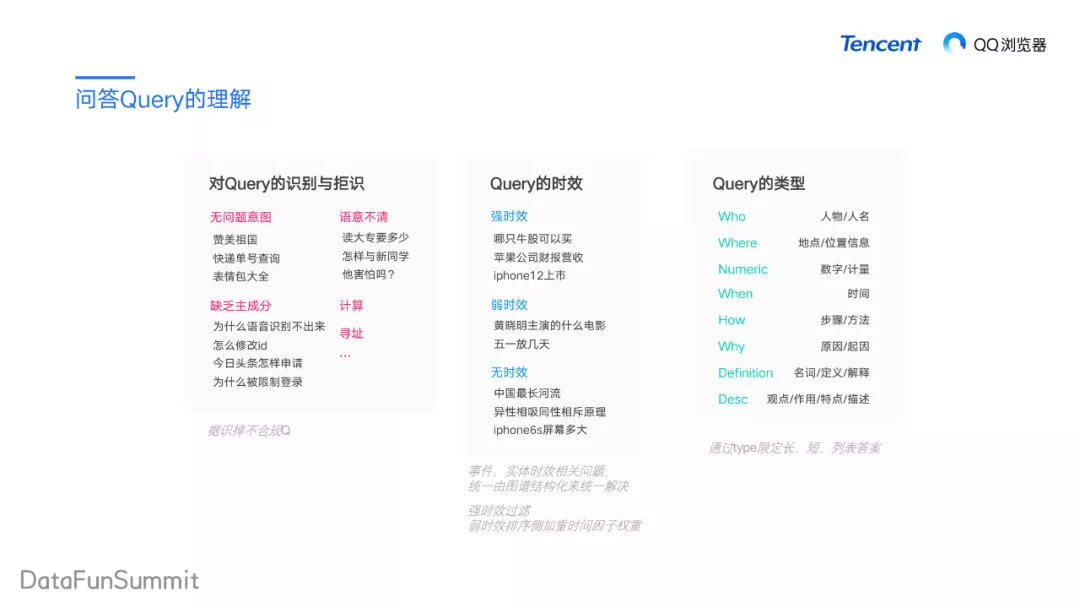 Tencent QQ浏览器
问答Query的理解
对Query的识别与拒识
无问题意图
赞美祖国
快递单号查询
表情包大全
缺乏主成分
为什么语音识别不出来
怎么修改id
今日头条怎样申请
为什么被限制登录
语意不清
读大专要多少
怎样与新同学
他害怕吗?
计算
寻址
...
据识掉不合规Q
Query的时效
强时效
哪只牛股可以买
苹果公司财报营收
iphone12上市
弱时效
黄晓明主演的什么电影
五一放几天
无时效
中国最长河流
异性相吸同性相斥原理
iphone6s屏幕多大
事件、实体时效相关问题,
统一由图谱结构化来统一解决
强时效过滤
弱时效排序侧加重时间因子权重
Query的类型
Who 人物/人名
Where 地点/位置信息
Numeric 数字/计量
When 时间
How 步骤/方法
Why 原因/起因
Definition 名词/定义/解释
Desc 观点/作用/特点/描述
通过type限定长、短、列表答案
DataFunSummit